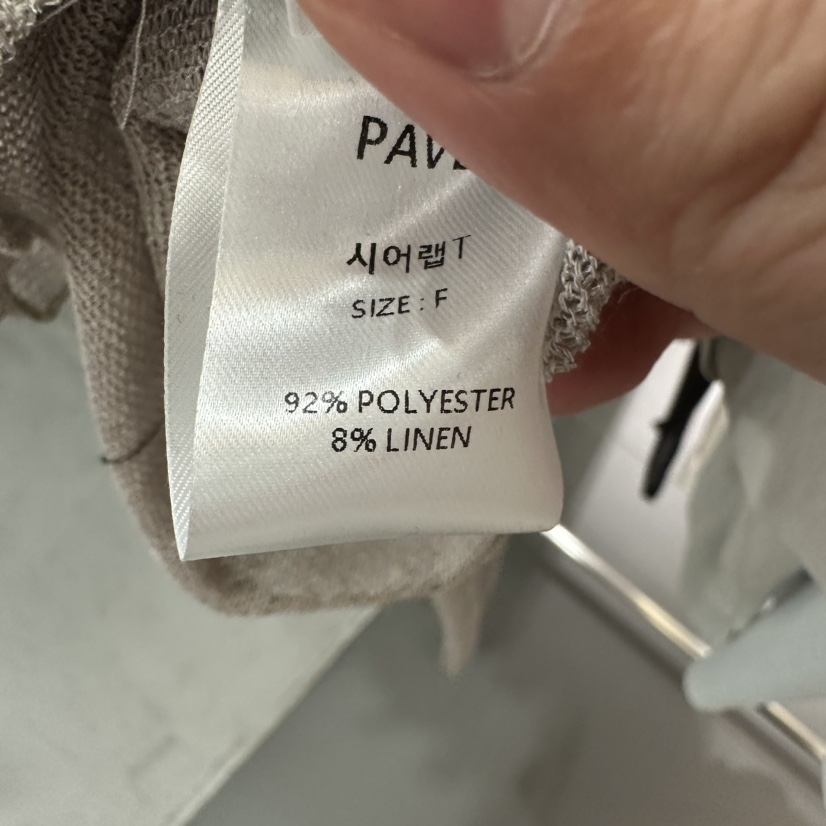 시어랩T
SIZE : F
92% POLYESTER
8% LINEN